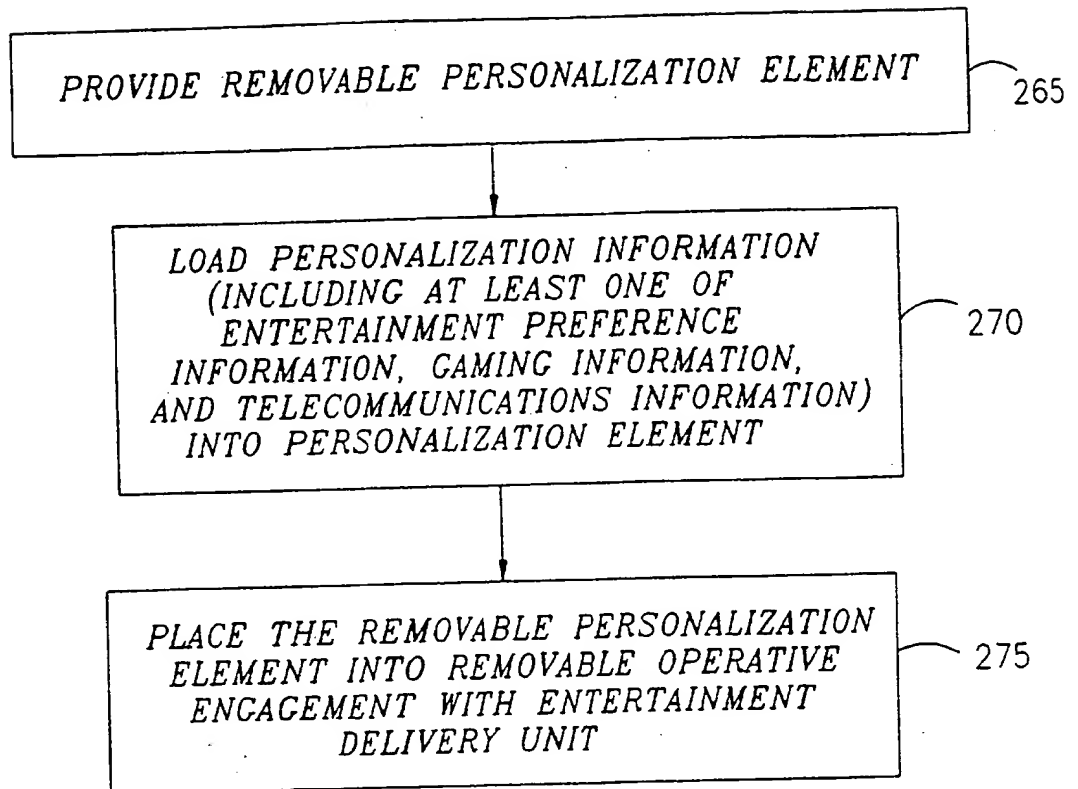 PROVIDE REMOVABLE PERSONALIZATION ELEMENT
265
LOAD PERSONALIZATION INFORMATION
(INCLUDING AT LEAST ONE OF
ENTERTAINMENT PREFERENCE
INFORMATION, GAMING INFORMATION,
AND TELECOMMUNICATIONS INFORMATION)
INTO PERSONALIZATION ELEMENT
270
PLACE THE REMOVABLE PERSONALIZATION
ELEMENT INTO REMOVABLE OPERATIVE
ENGAGEMENT WITH ENTERTAINMENT
DELIVERY UNIT
275